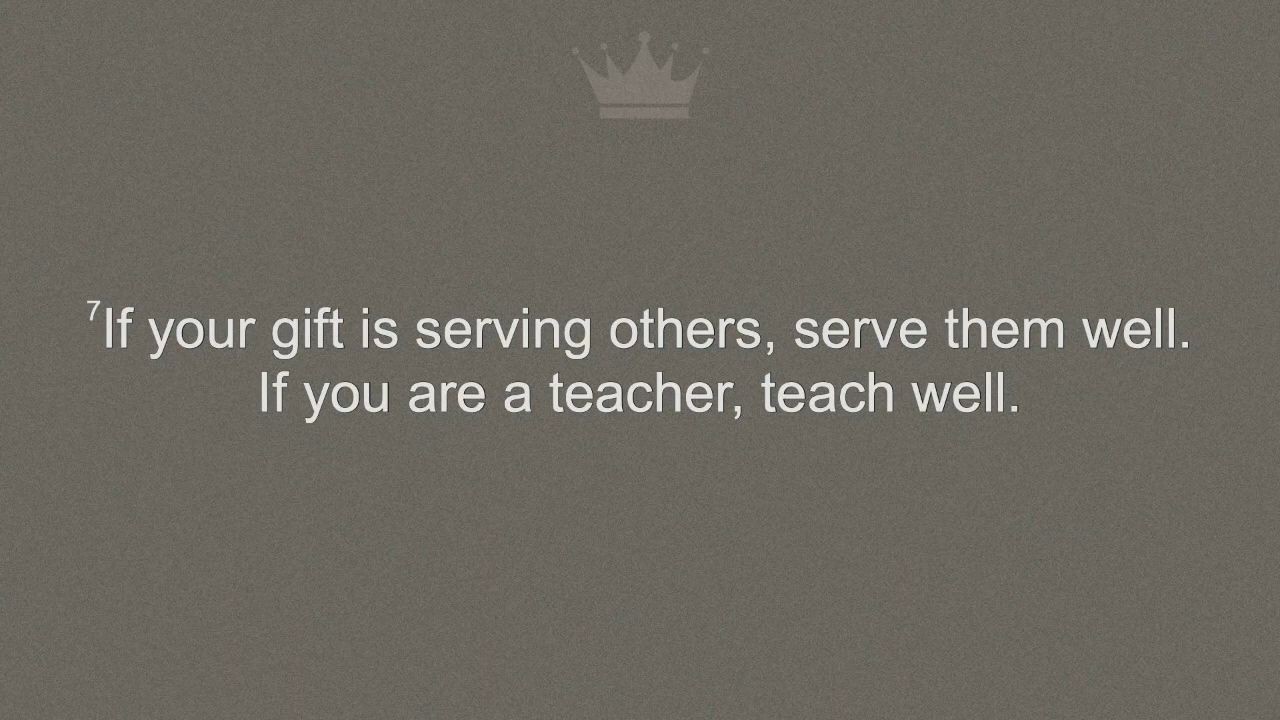 ⁷If your gift is serving others, serve them well.
If you are a teacher, teach well.